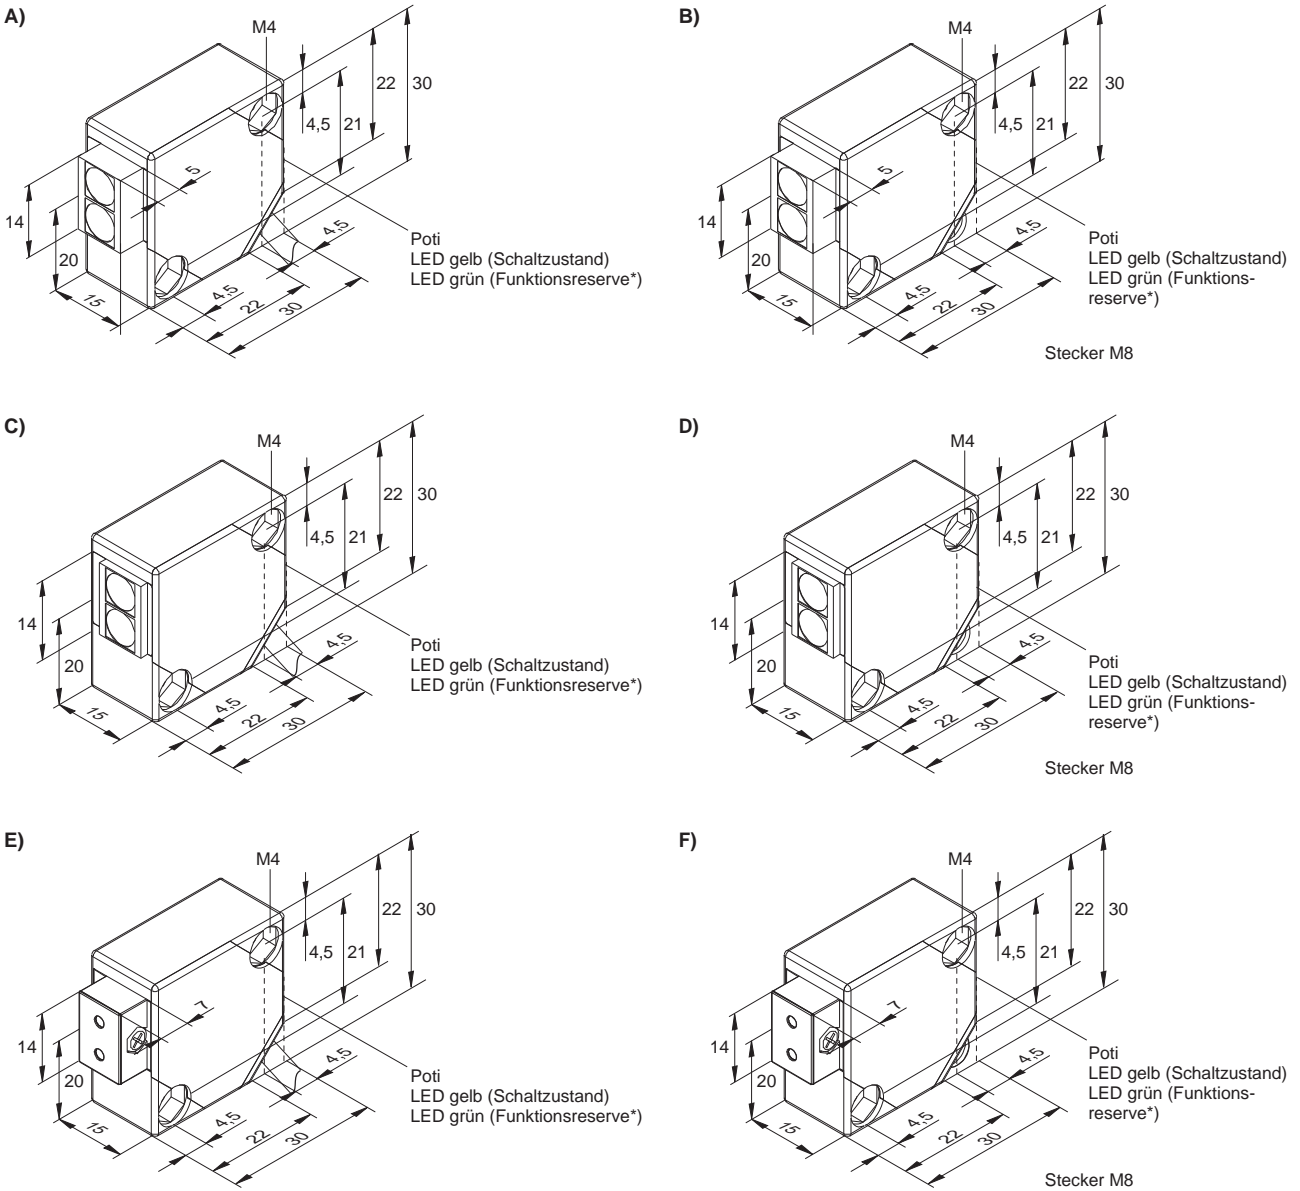 A)
M4
22
30
4,5
21
5
14
20
15
4,5
22
30
4,5
Poti
LED gelb (Schaltzustand)
LED grün (Funktionsreserve*)
B)
M4
22
30
4,5
21
5
14
20
15
4,5
22
30
4,5
Poti
LED gelb (Schaltzustand)
LED grün (Funktions-
reserve*)
Stecker M8
C)
M4
22
30
4,5
21
14
20
15
4,5
22
30
4,5
Poti
LED gelb (Schaltzustand)
LED grün (Funktionsreserve*)
D)
M4
22
30
4,5
21
14
20
15
4,5
22
30
4,5
Poti
LED gelb (Schaltzustand)
LED grün (Funktions-
reserve*)
Stecker M8
E)
M4
22
30
4,5
21
7
14
20
15
4,5
22
30
4,5
Poti
LED gelb (Schaltzustand)
LED grün (Funktionsreserve*)
F)
M4
22
30
4,5
21
7
14
20
15
4,5
22
30
4,5
Poti
LED gelb (Schaltzustand)
LED grün (Funktions-
reserve*)
Stecker M8